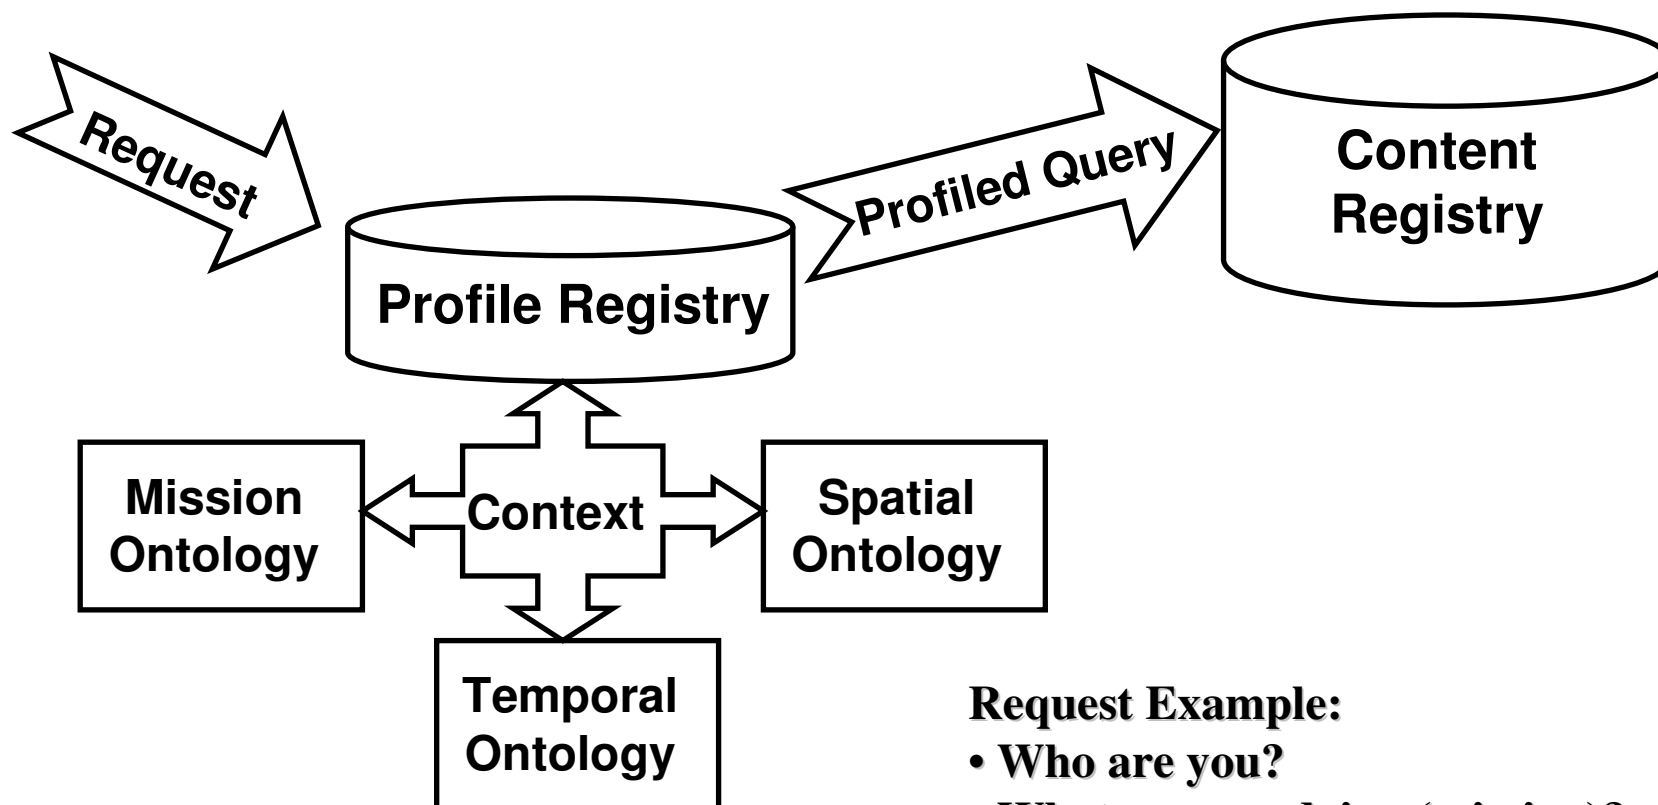 Request
Profiled Query
Content
Registry
Profile Registry
Mission
Ontology
Context
Spatial
Ontology
Temporal
Ontology
Request Example:
• Who are you?